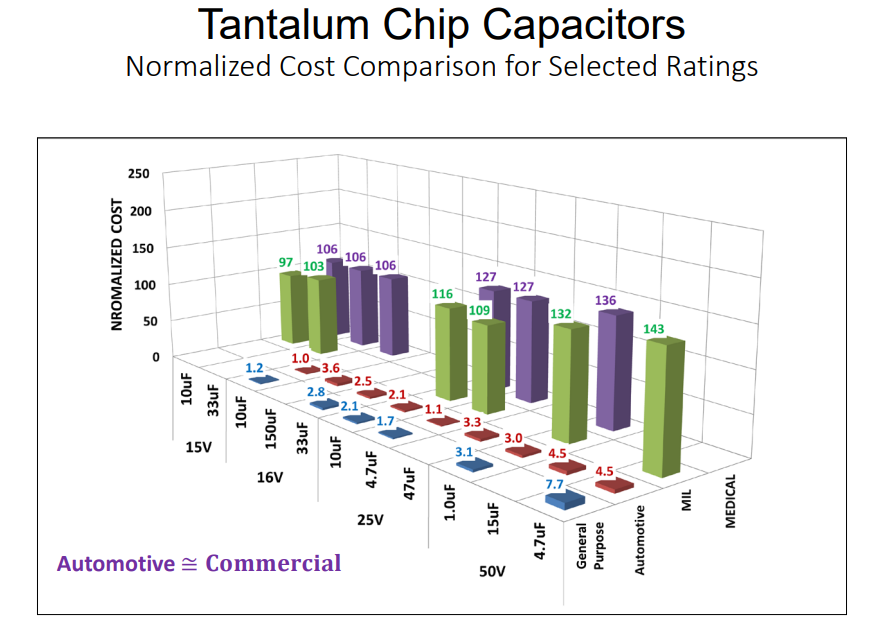 Tantalum Chip Capacitors
Normalized Cost Comparison for Selected Ratings
NROMALIZED COST
250
200
150
100
50
0
97
103
106
106
106
116
109
127
127
132
136
143
1.2
1.0
3.6
2.5
2.8
2.1
2.1
1.7
1.1
3.3
3.0
3.1
4.5
4.5
7.7
10uF
33uF
15V
10uF
150uF
33uF
16V
10uF
4.7uF
47uF
25V
1.0uF
15uF
4.7uF
50V
General
Purpose
Automotive
MIL
MEDICAL
Automotive ≅ Commercial